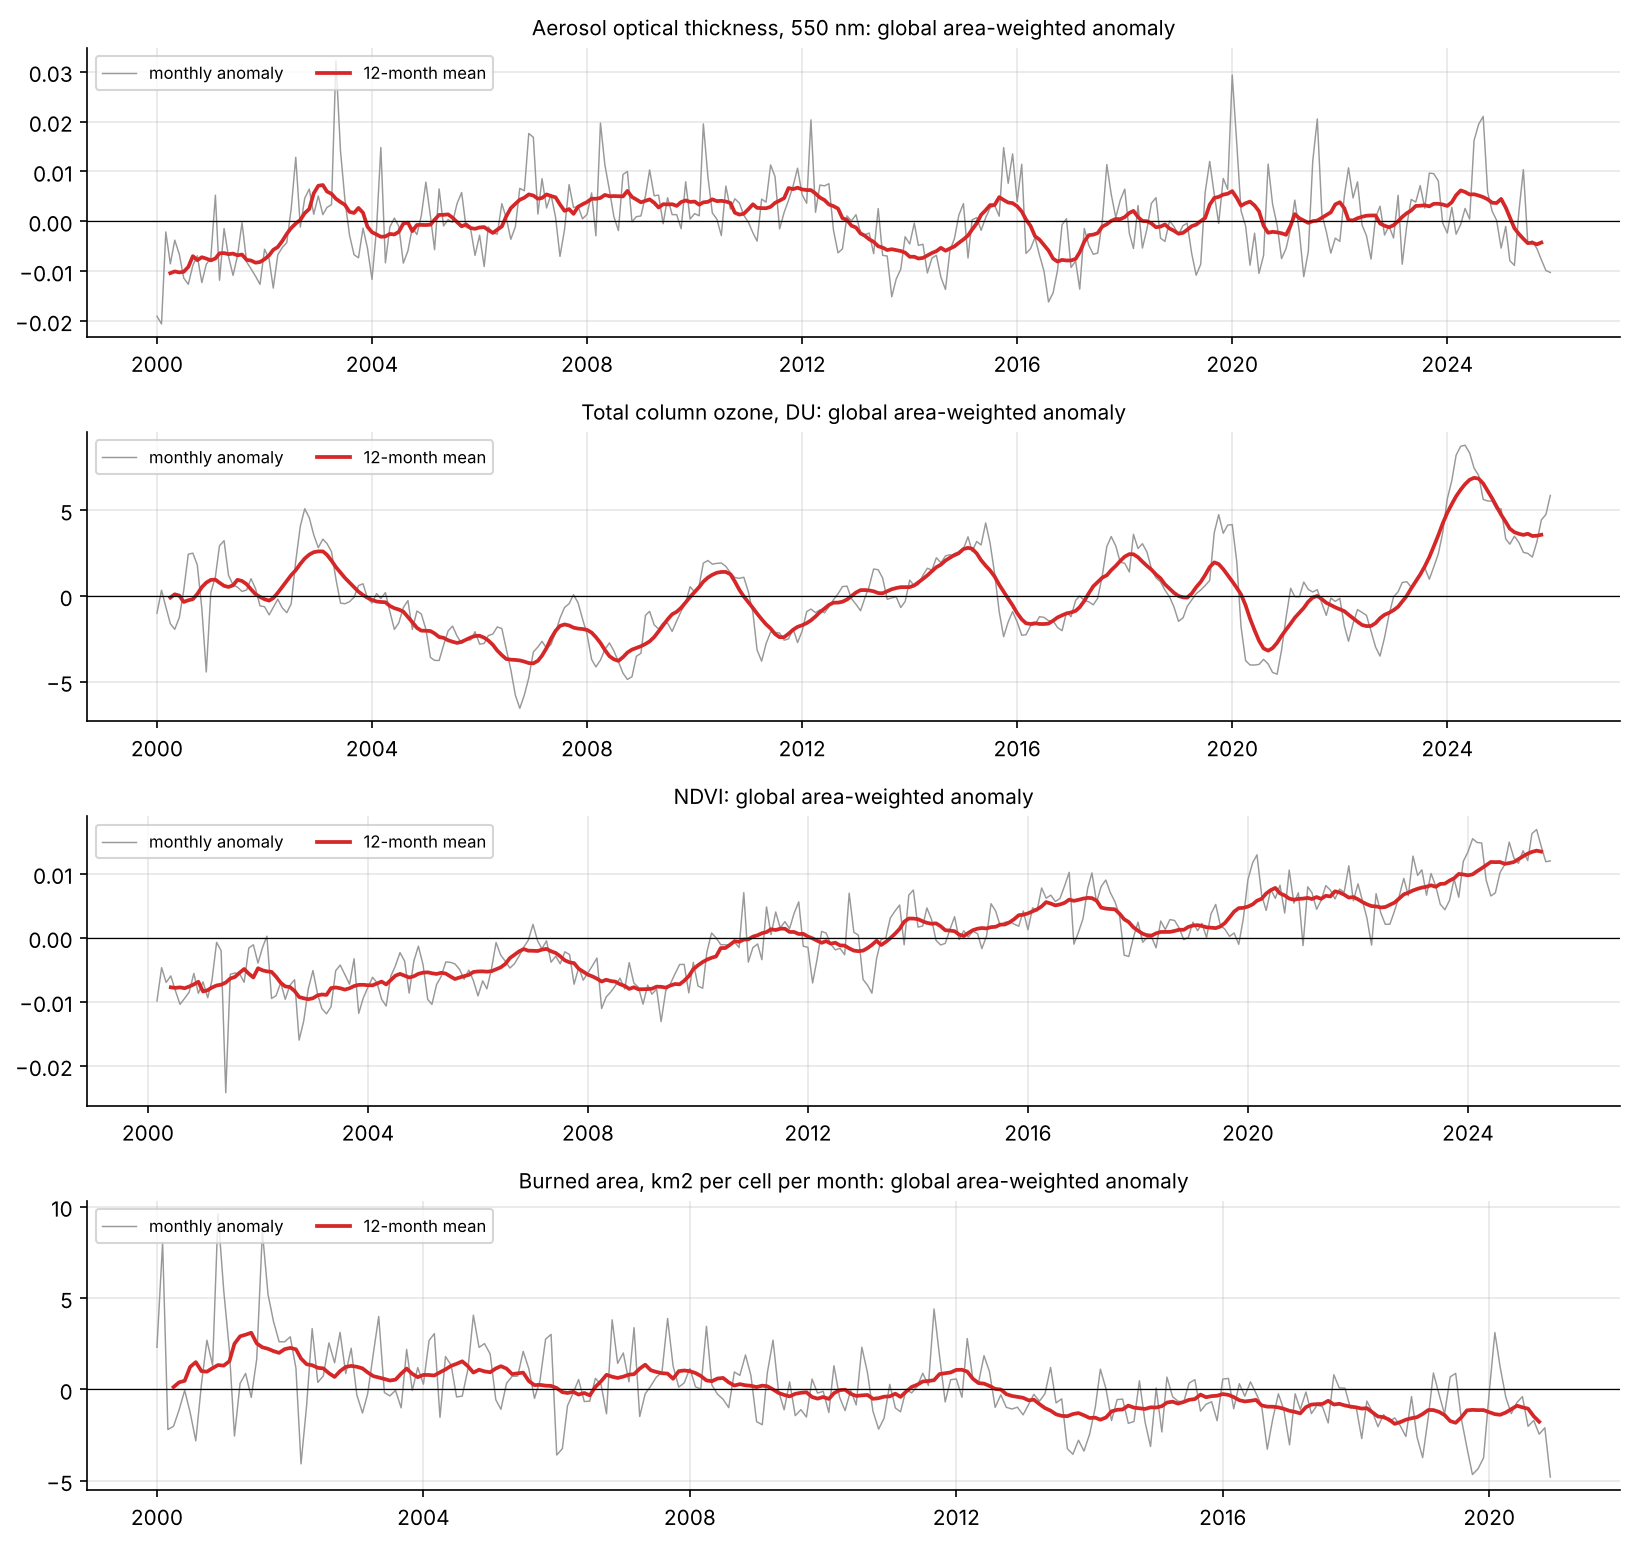 Aerosol optical thickness, 550 nm: global area-weighted anomaly
monthly anomaly 12-month mean
0.03
0.02
0.01
0.00
−0.01
−0.02
2000 2004 2008 2012 2016 2020 2024
Total column ozone, DU: global area-weighted anomaly
monthly anomaly 12-month mean
5
0
−5
2000 2004 2008 2012 2016 2020 2024
NDVI: global area-weighted anomaly
monthly anomaly 12-month mean
0.01
0.00
−0.01
−0.02
2000 2004 2008 2012 2016 2020 2024
Burned area, km2 per cell per month: global area-weighted anomaly
10
monthly anomaly 12-month mean
5
0
−5
2000 2004 2008 2012 2016 2020